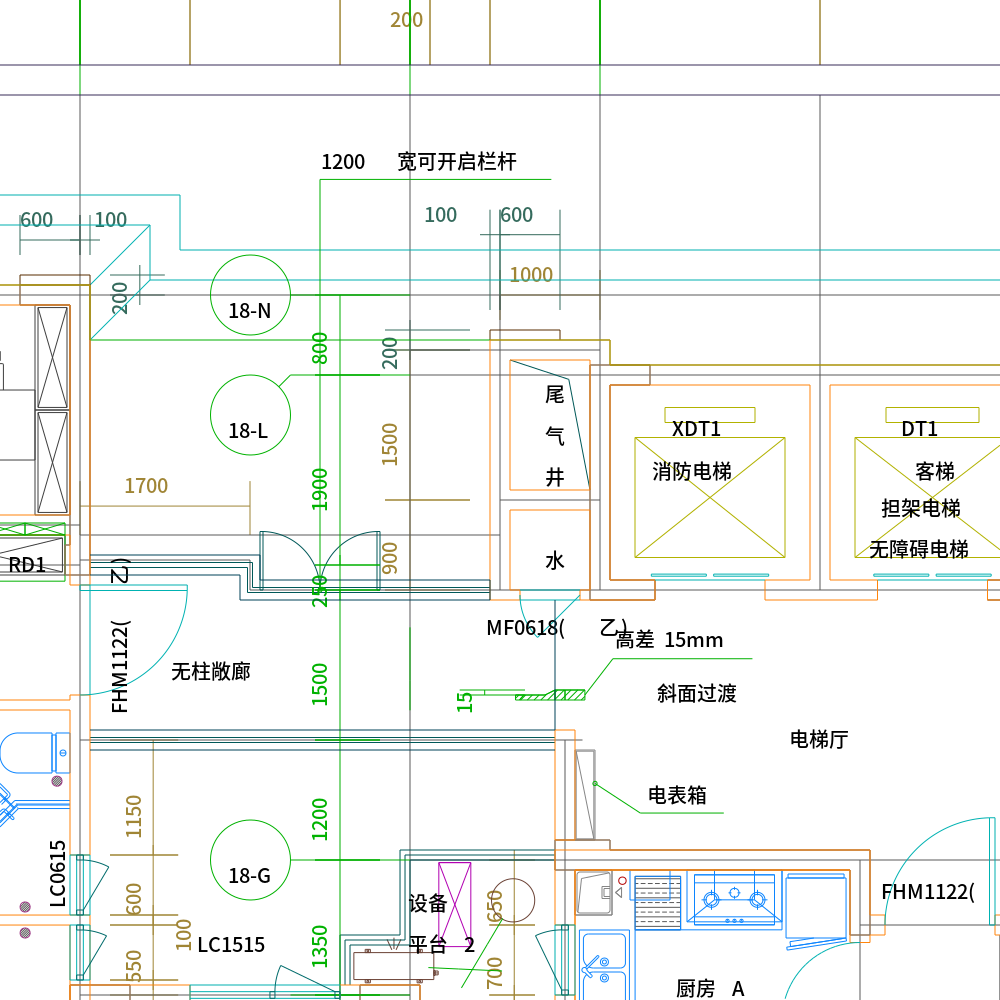 200
1200 宽可开启栏杆
600 100
100 600
1000
200
18-N
800
200
尾
气
井
18-L
1500
XDT1
DT1
消防电梯
客梯
1700
1900
担架电梯
900
无障碍电梯
水
RD1
250
FHM1122(乙)
MF0618( 乙)
高差 15mm
无柱敞廊
1500
15
斜面过渡
电梯厅
电表箱
1150
1200
LC0615
18-G
FHM1122(
600
设备
650
100
LC1515
1350
平台 2
550
700
厨房 A